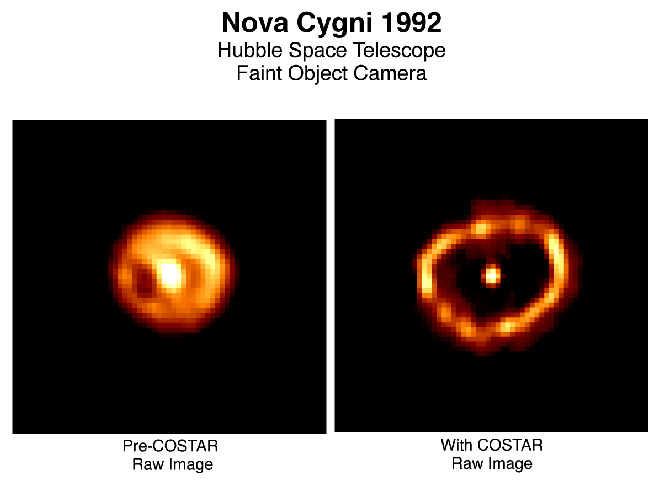 Nova Cygni 1992
Hubble Space Telescope
Faint Object Camera
Pre-COSTAR
Raw Image
With COSTAR
Raw Image